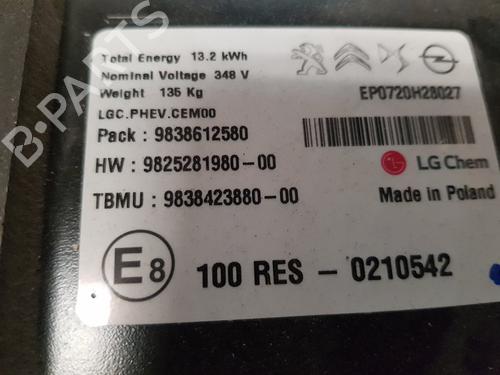 Total Energy 13.2 kWh
Nominal Voltage 348 V
Weight 135 Kg
EP0720H28027
LGC.PHEV.CEM00
Pack : 9838612580
HW : 9825281980-00
LG Chem
TBMU : 9838423880-00
Made in Poland
E8
100 RES - 0210542
B-PARTS